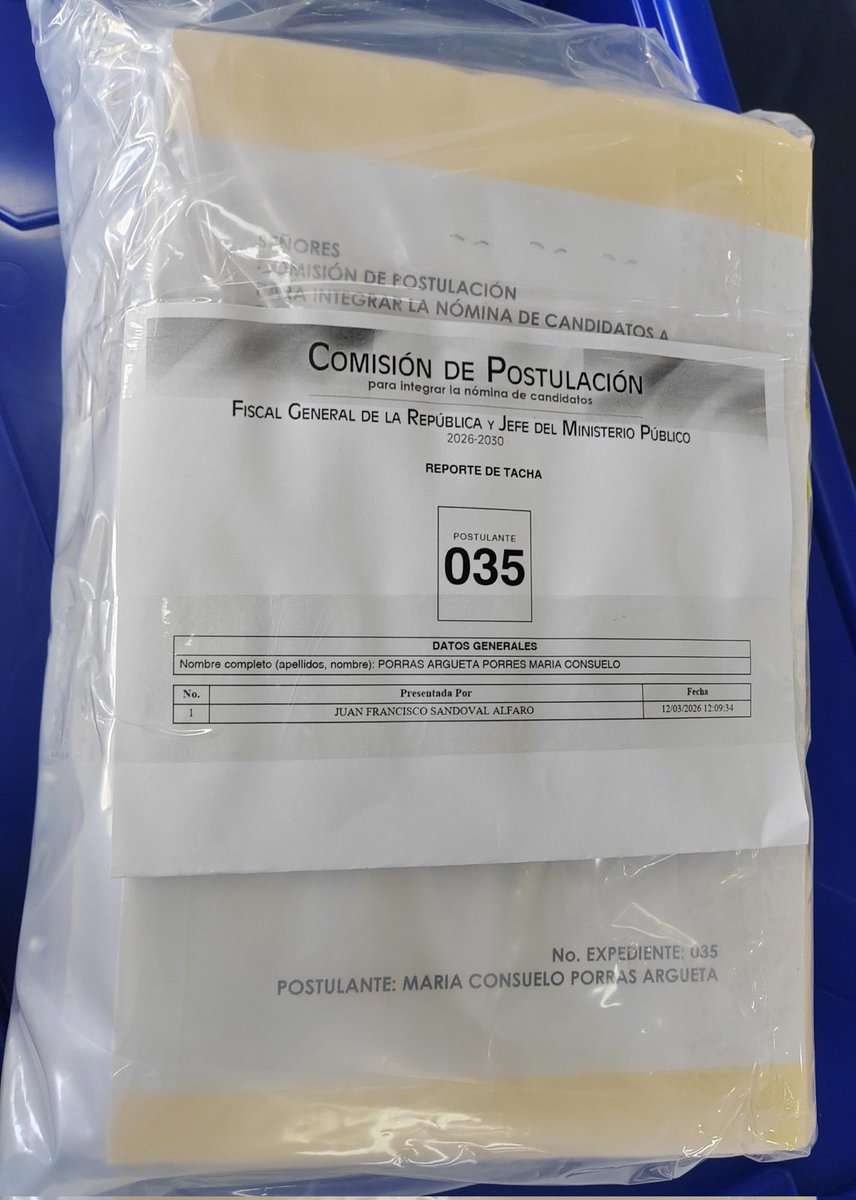 SEÑORES
COMISIÓN DE POSTULACIÓN
PARA INTEGRAR LA NÓMINA DE CANDIDATOS A
COMISIÓN DE POSTULACIÓN
para integrar la nómina de candidatos
FISCAL GENERAL DE LA REPÚBLICA Y JEFE DEL MINISTERIO PÚBLICO
2026-2030
REPORTE DE TACHA
POSTULANTE
035
DATOS GENERALES
Nombre completo (apellidos, nombre): PORRAS ARGUETA PORRES MARIA CONSUELO
No. Presentada Por Fecha
1 JUAN FRANCISCO SANDOVAL ALFARO 12/03/2026 12:09:34
No. EXPEDIENTE: 035
POSTULANTE: MARIA CONSUELO PORRAS ARGUETA